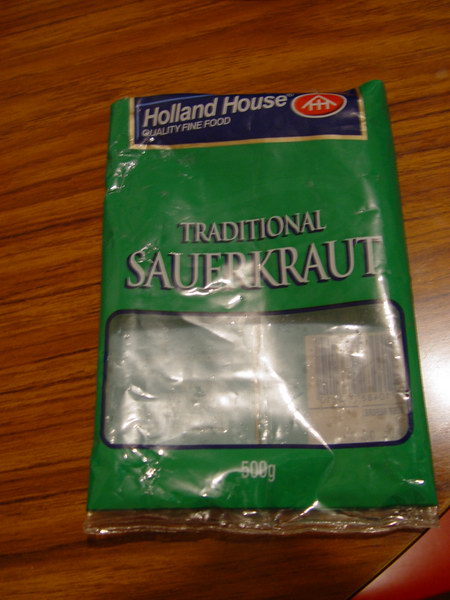 Holland House
QUALITY FINE FOOD
TRADITIONAL
SAUERKRAUT
500g